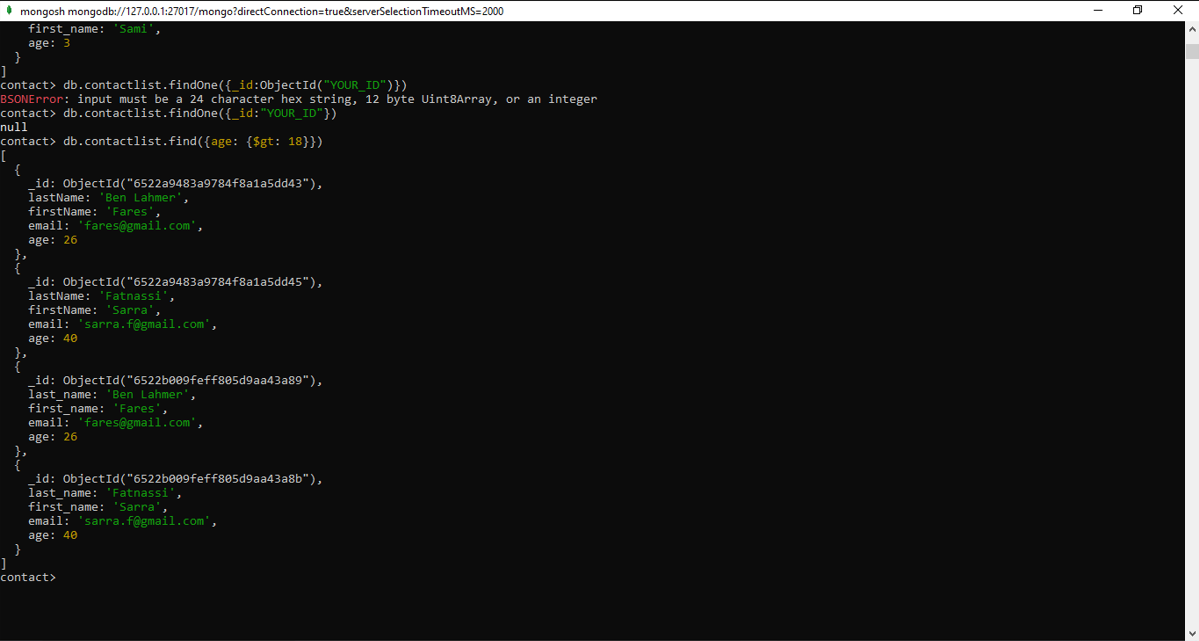 mongosh mongodb://127.0.0.1:27017/mongo?directConnection=true&serverSelectionTimeoutMS=2000
first_name: 'Sami',
age: 3
}
]
contact> db.contactlist.findOne({_id:ObjectId("YOUR_ID")})
BSONError: input must be a 24 character hex string, 12 byte Uint8Array, or an integer
contact> db.contactlist.findOne({_id:"YOUR_ID"})
null
contact> db.contactlist.find({age: {$gt: 18}})
[
{
_id: ObjectId("6522a9483a9784f8a1a5dd43"),
lastName: 'Ben Lahmer',
firstName: 'Fares',
email: 'fares@gmail.com',
age: 26
},
{
_id: ObjectId("6522a9483a9784f8a1a5dd45"),
lastName: 'Fatnassi',
firstName: 'Sarra',
email: 'sarra.f@gmail.com',
age: 40
},
{
_id: ObjectId("6522b009feff805d9aa43a89"),
last_name: 'Ben Lahmer',
first_name: 'Fares',
email: 'fares@gmail.com',
age: 26
},
{
_id: ObjectId("6522b009feff805d9aa43a8b"),
last_name: 'Fatnassi',
first_name: 'Sarra',
email: 'sarra.f@gmail.com',
age: 40
}
]
contact>